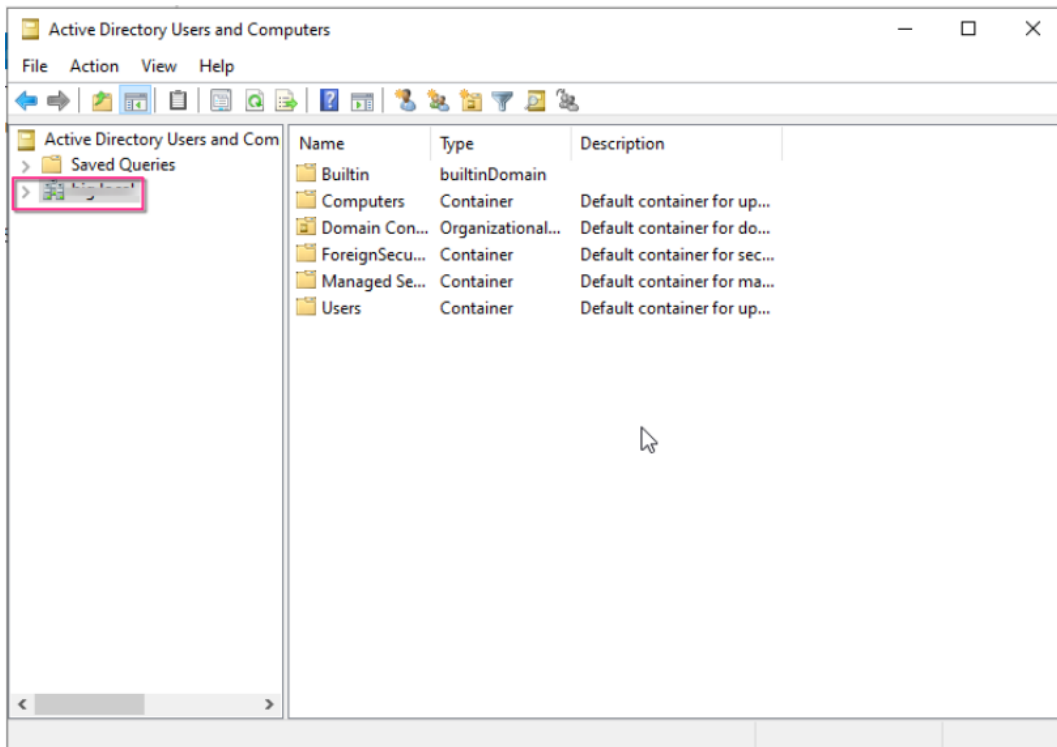 Active Directory Users and Computers
File Action View Help
Active Directory Users and Com
Saved Queries
Name Type Description
Builtin builtinDomain
Computers Container Default container for up...
Domain Con... Organizational... Default container for do...
ForeignSecu... Container Default container for sec...
Managed Se... Container Default container for ma...
Users Container Default container for up...